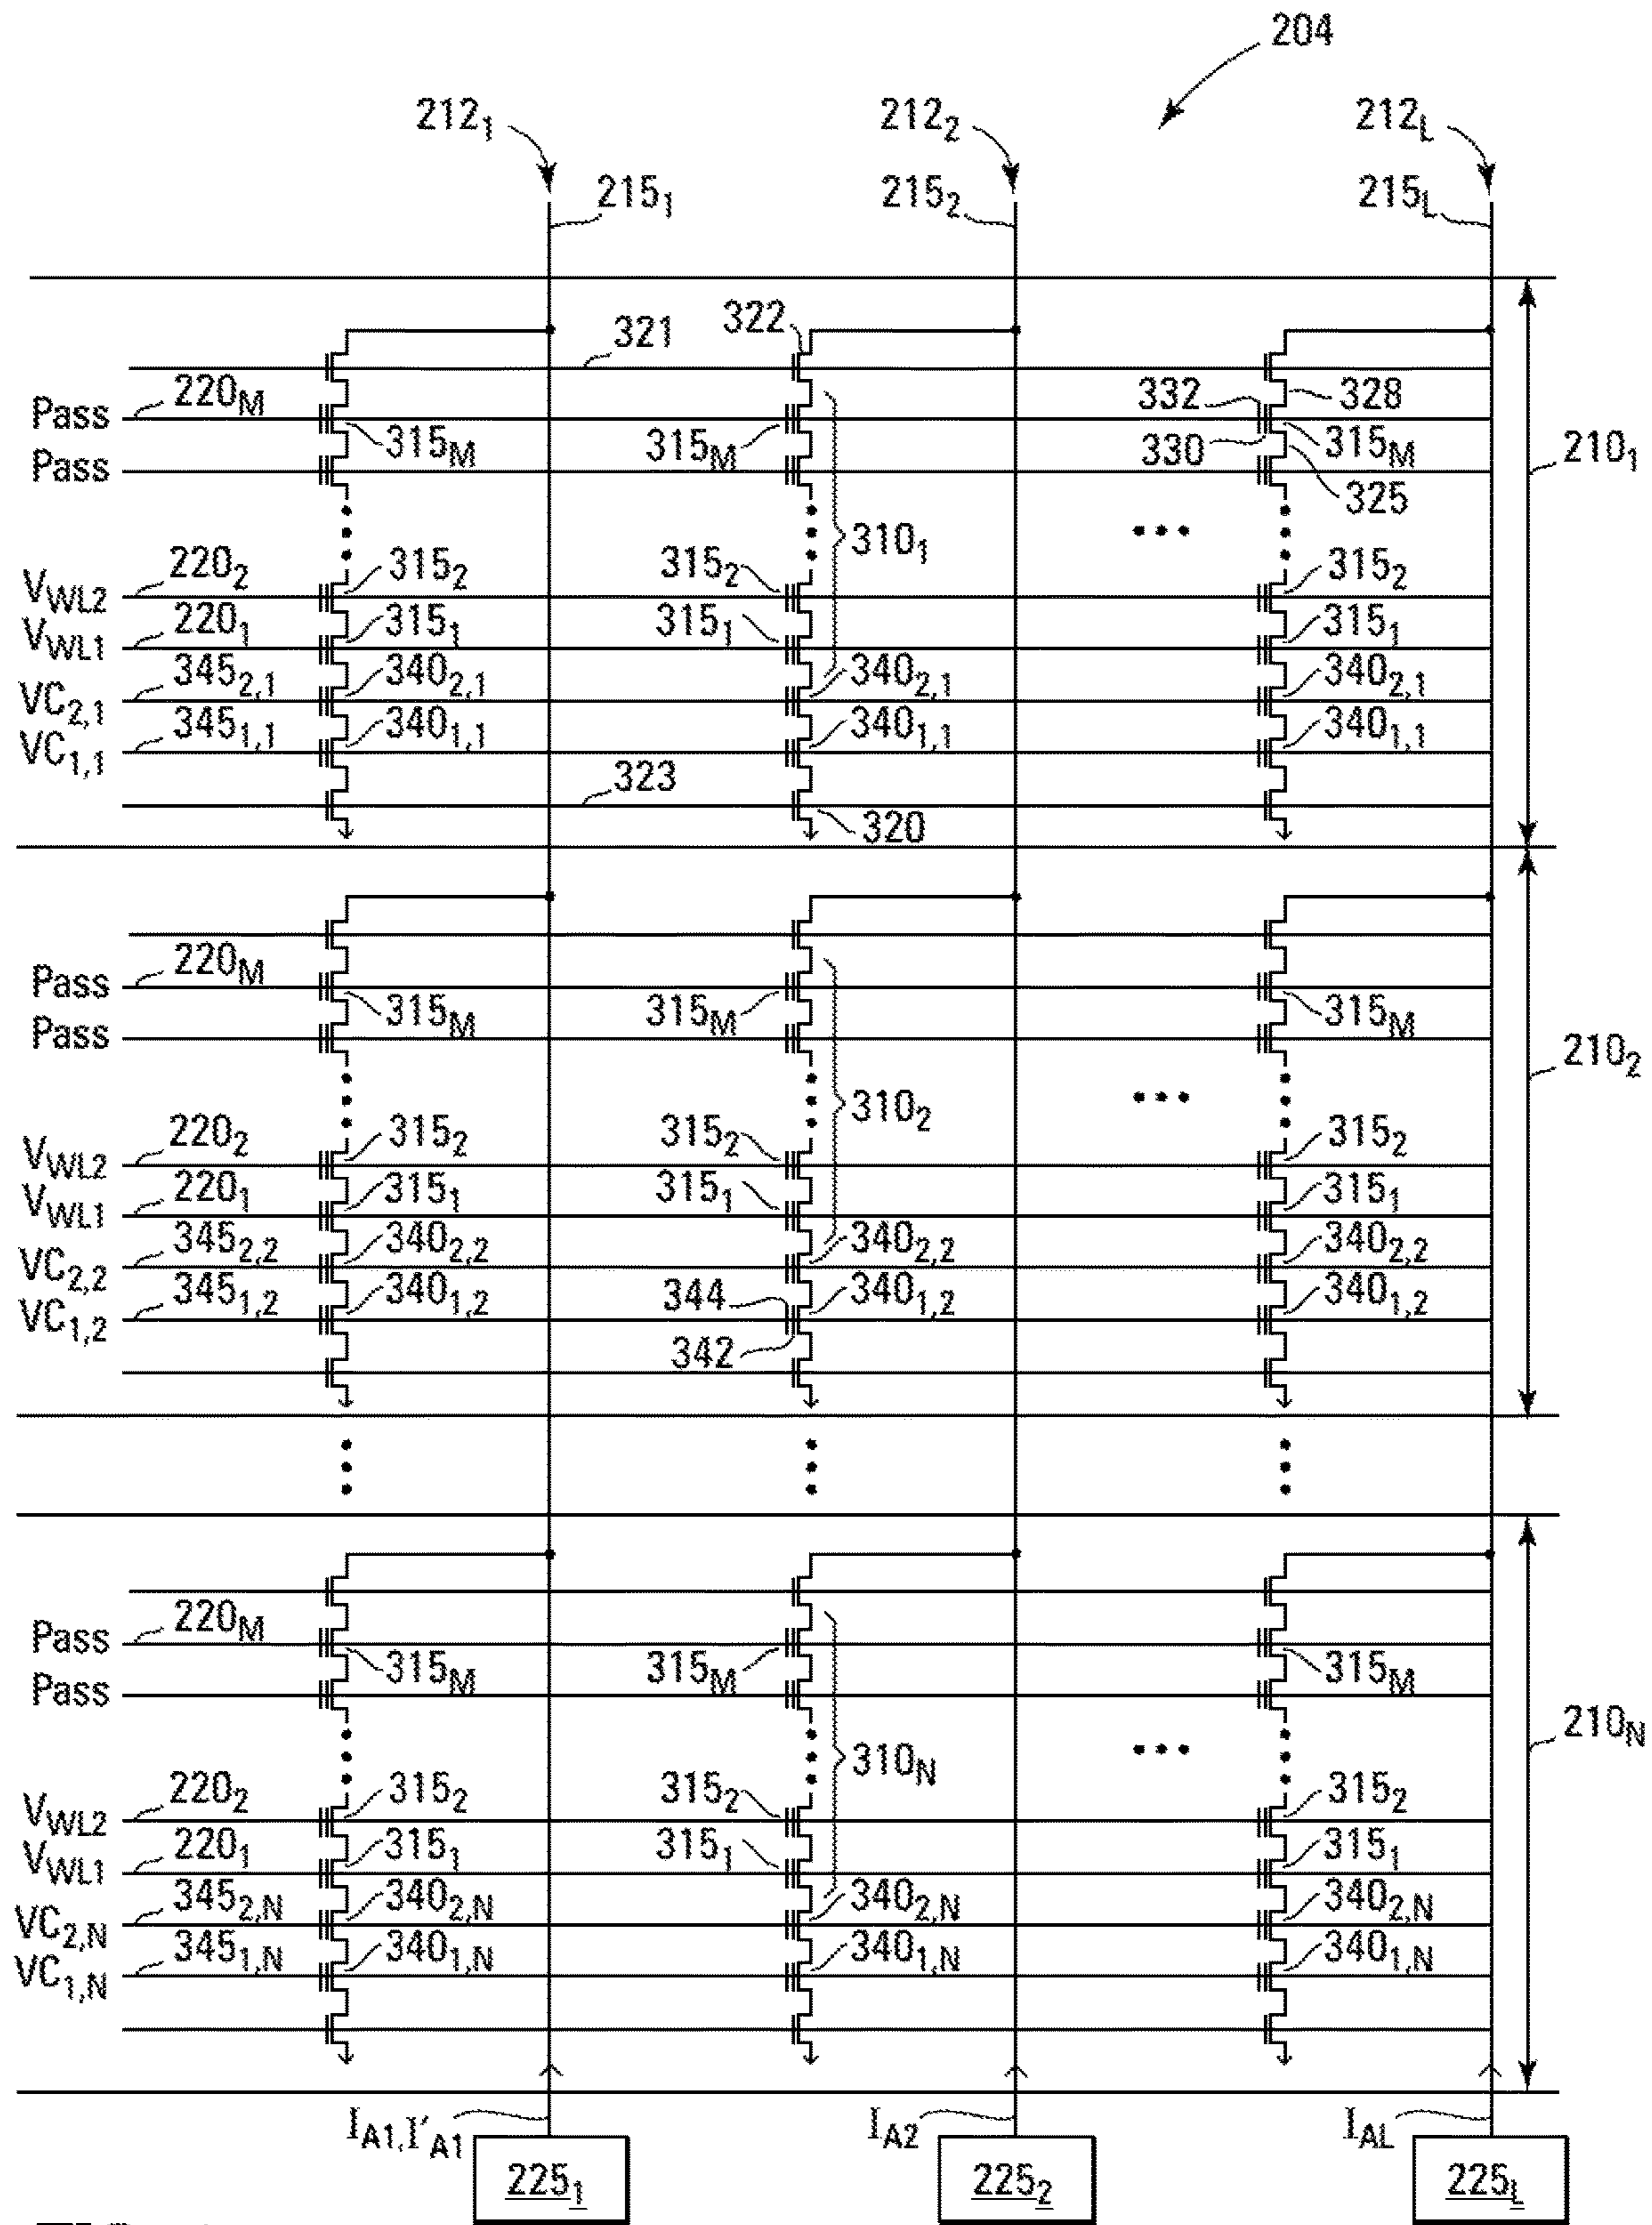 204
212₁ 212₂ 212L
215₁ 215₂ 215L
321 322
Pass 220M 332 328
315M 315M 330 315M 210₁
Pass 325
310₁
VWL2 220₂ 315₂ 315₂ 315₂
VWL1 220₁ 315₁ 315₁ 315₁
VC2,1 3452,1 3402,1 3402,1 3402,1
VC1,1 3451,1 3401,1 3401,1 3401,1
323
320
Pass 220M
315M 315M 315M
Pass 210₂
310₂
VWL2 220₂ 315₂ 315₂ 315₂
VWL1 220₁ 315₁ 315₁ 315₁
VC2,2 3452,2 3402,2 3402,2 3402,2
VC1,2 3451,2 3401,2 344 3401,2 3401,2
342
Pass 220M
315M 315M 315M
Pass 210N
310N
VWL2 220₂ 315₂ 315₂ 315₂
VWL1 220₁ 315₁ 315₁ 315₁
VC2,N 3452,N 3402,N 3402,N 3402,N
VC1,N 3451,N 3401,N 3401,N 3401,N
IA1,I′A1 IA2 IAL
225₁ 225₂ 225L